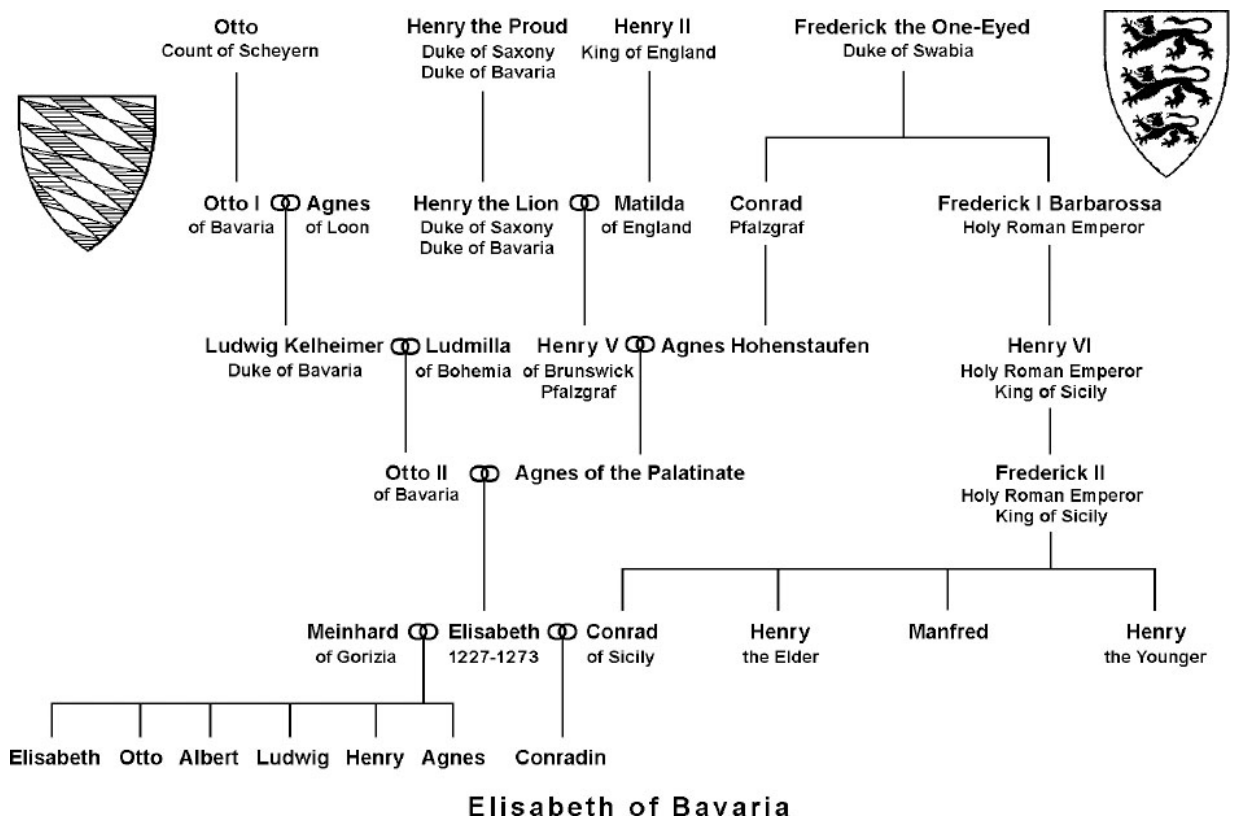 Otto
Count of Scheyern
Henry the Proud
Duke of Saxony
Duke of Bavaria
Henry II
King of England
Frederick the One-Eyed
Duke of Swabia
Otto I
of Bavaria
Agnes
of Loon
Henry the Lion
Duke of Saxony
Duke of Bavaria
Matilda
of England
Conrad
Pfalzgraf
Frederick I Barbarossa
Holy Roman Emperor
Ludwig Kelheimer
Duke of Bavaria
Ludmilla
of Bohemia
Henry V
of Brunswick
Pfalzgraf
Agnes Hohenstaufen
Henry VI
Holy Roman Emperor
King of Sicily
Otto II
of Bavaria
Agnes of the Palatinate
Frederick II
Holy Roman Emperor
King of Sicily
Meinhard
of Gorizia
Elisabeth
1227-1273
Conrad
of Sicily
Henry
the Elder
Manfred
Henry
the Younger
Elisabeth
Otto
Albert
Ludwig
Henry
Agnes
Conradin
Elisabeth of Bavaria